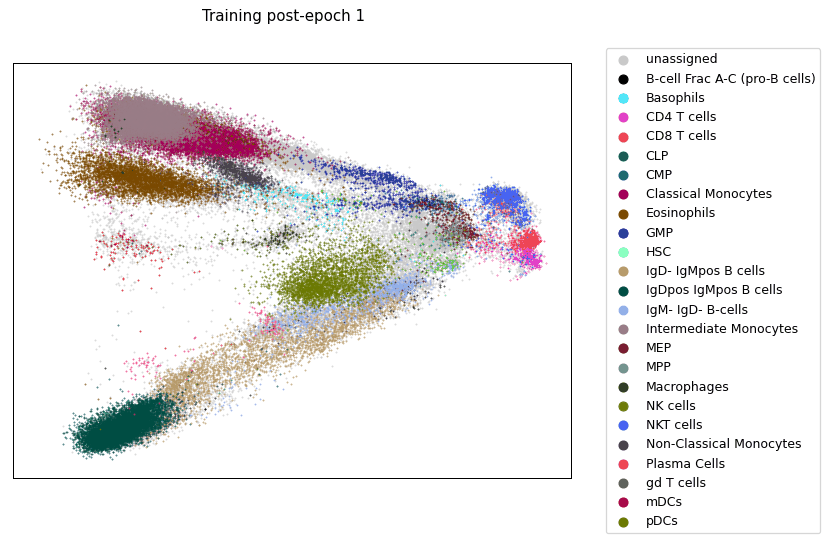 Training post-epoch 1
unassigned
B-cell Frac A-C (pro-B cells)
Basophils
CD4 T cells
CD8 T cells
CLP
CMP
Classical Monocytes
Eosinophils
GMP
HSC
IgD- IgMpos B cells
IgDpos IgMpos B cells
IgM- IgD- B-cells
Intermediate Monocytes
MEP
MPP
Macrophages
NK cells
NKT cells
Non-Classical Monocytes
Plasma Cells
gd T cells
mDCs
pDCs